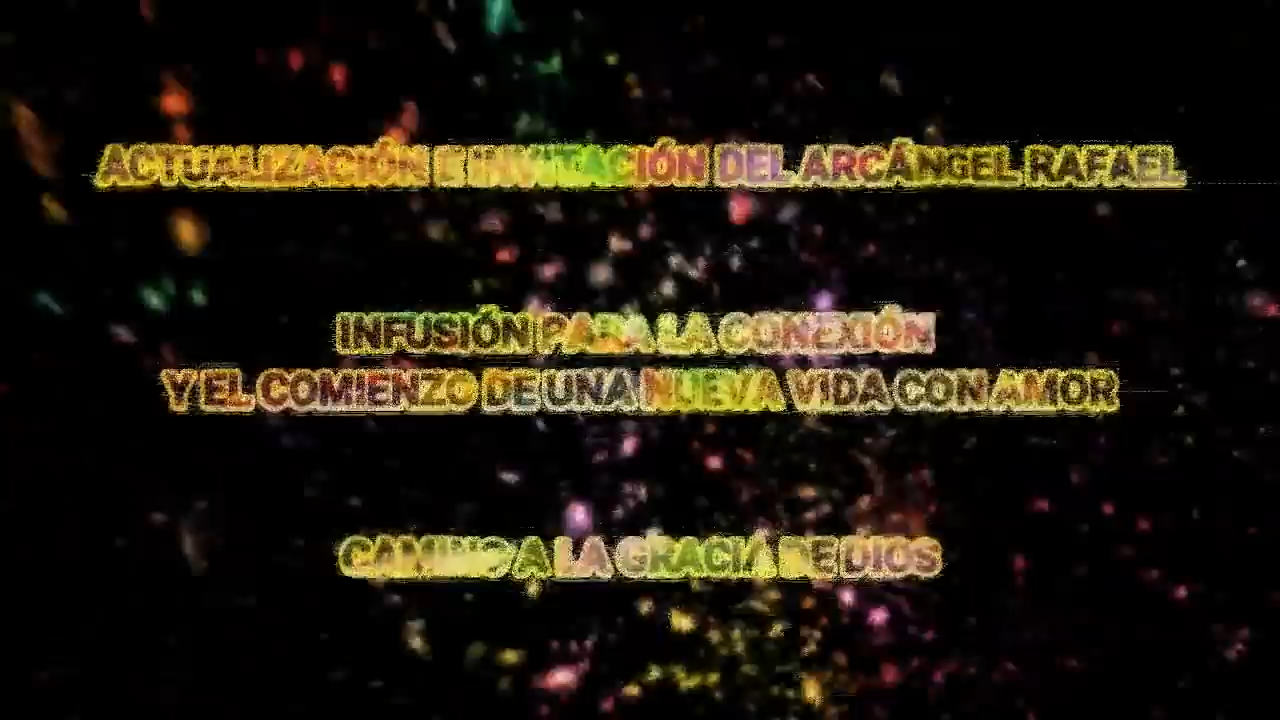 ACTUALIZACIÓN E INVITACIÓN DEL ARCÁNGEL RAFAEL
INFUSIÓN PARA LA CONEXIÓN
Y EL COMIENZO DE UNA NUEVA VIDA CON AMOR
CAMINO A LA GRACIA DE DIOS